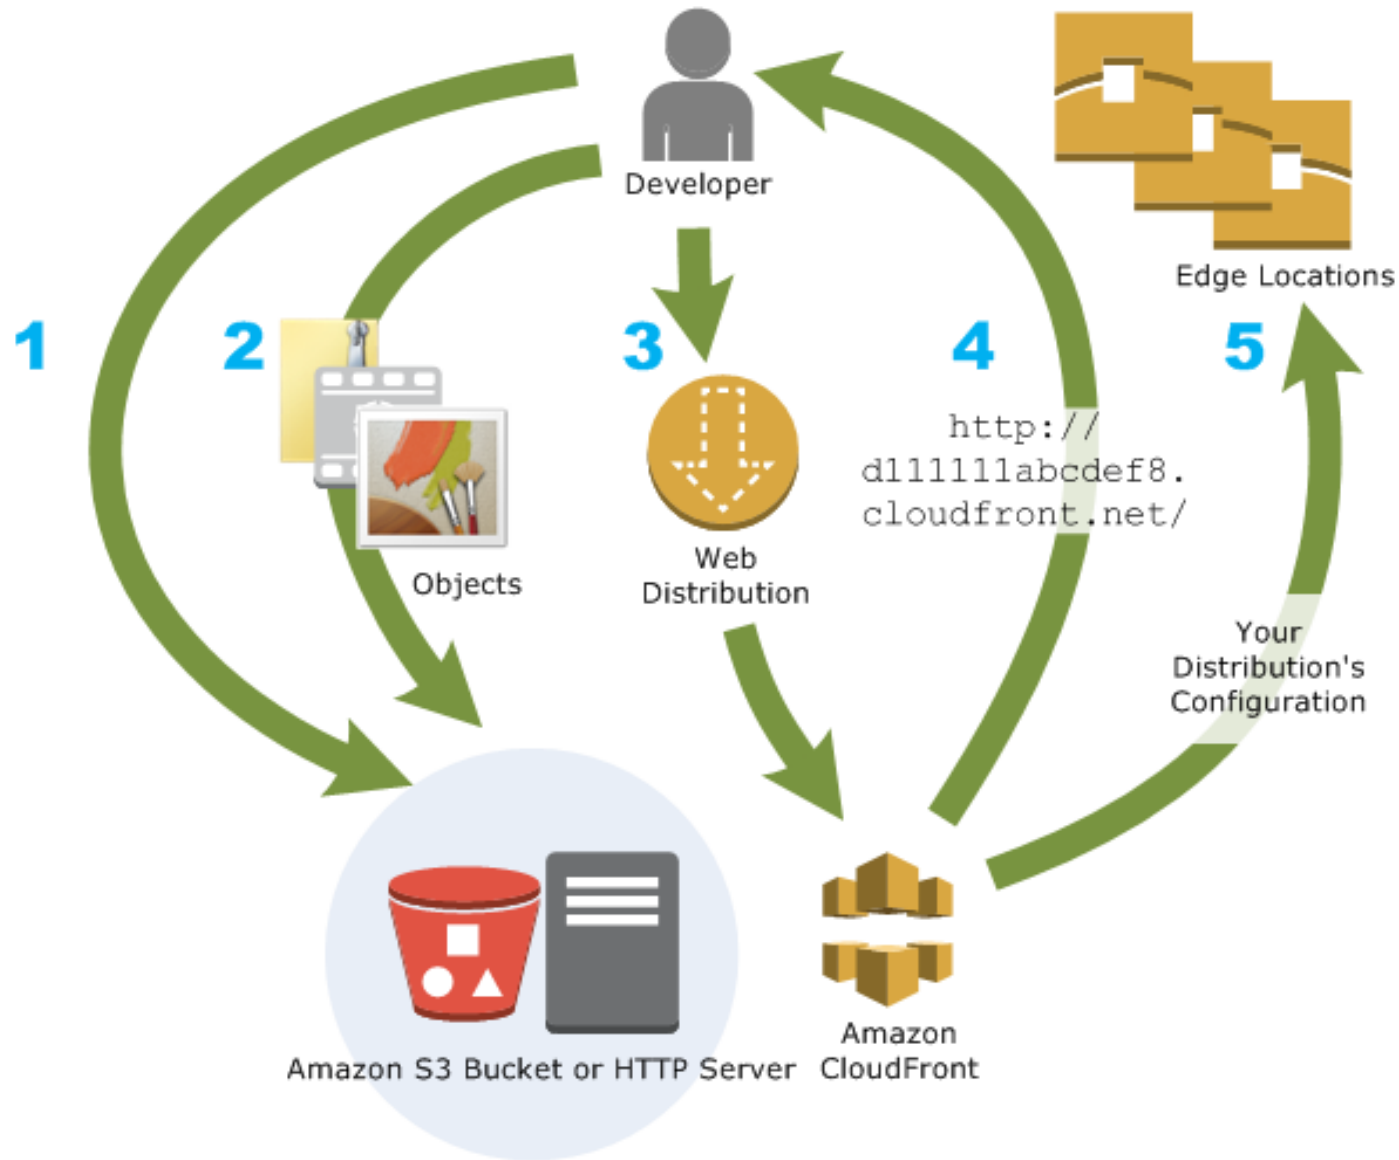 Developer
Edge Locations
1
2
3
4
5
http://
d111111abcdef8.
cloudfront.net/
Objects
Web
Distribution
Your
Distribution's
Configuration
Amazon S3 Bucket or HTTP Server
Amazon
CloudFront